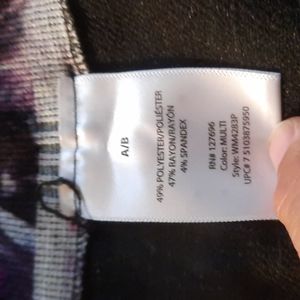 A/B
49% POLYESTER/POLIÉSTER
47% RAYON/RAYÓN
4% SPANDEX
RN# 127696
Color: MULTI
Style: WM4283P
UPC# 7 5103875950